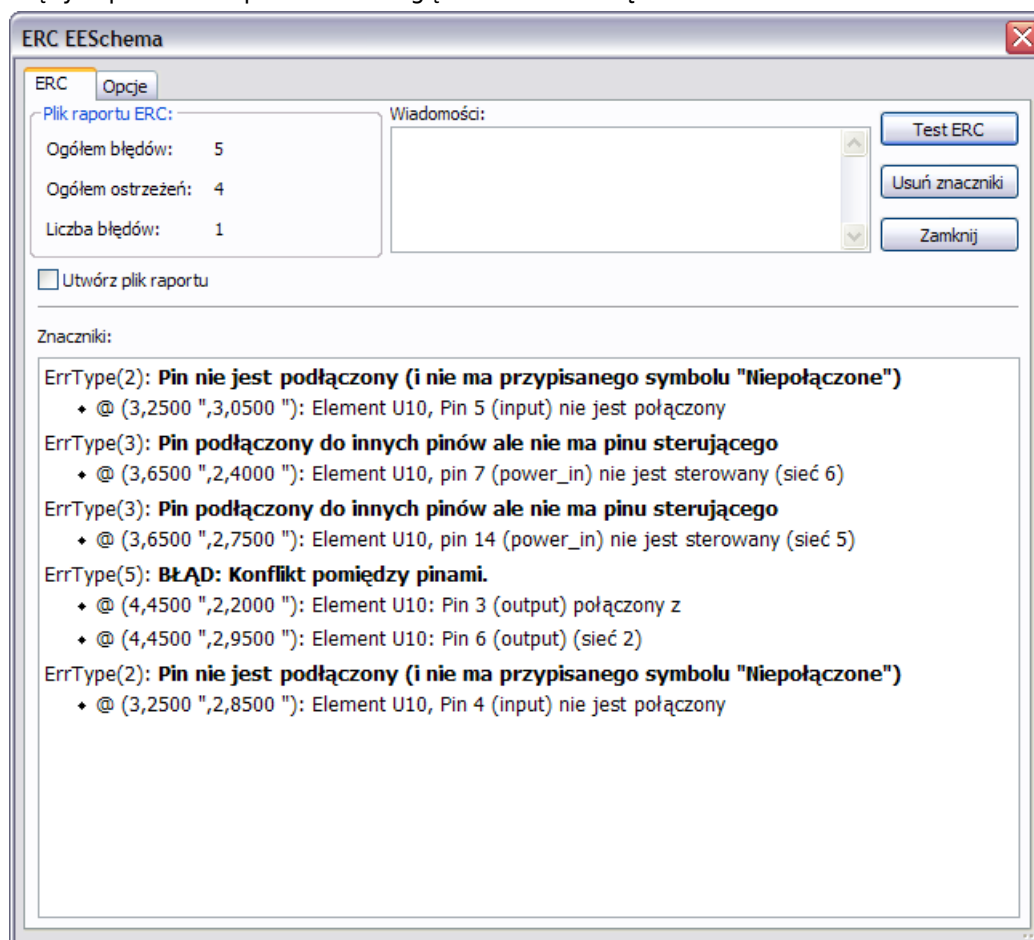 ERC EESchema
ERC
Opcje
Plik raportu ERC:
Ogółem błędów: 5
Ogółem ostrzeżeń: 4
Liczba błędów: 1
Wiadomości:
Test ERC
Usuń znaczniki
Zamknij
Utwórz plik raportu
Znaczniki:
ErrType(2): Pin nie jest podłączony (i nie ma przypisanego symbolu "Niepołączone")
@ (3,2500 ",3,0500 "): Element U10, Pin 5 (input) nie jest połączony
ErrType(3): Pin podłączony do innych pinów ale nie ma pinu sterującego
@ (3,6500 ",2,4000 "): Element U10, pin 7 (power_in) nie jest sterowany (sieć 6)
ErrType(3): Pin podłączony do innych pinów ale nie ma pinu sterującego
@ (3,6500 ",2,7500 "): Element U10, pin 14 (power_in) nie jest sterowany (sieć 5)
ErrType(5): BŁĄD: Konflikt pomiędzy pinami.
@ (4,4500 ",2,2000 "): Element U10: Pin 3 (output) połączony z
@ (4,4500 ",2,9500 "): Element U10: Pin 6 (output) (sieć 2)
ErrType(2): Pin nie jest podłączony (i nie ma przypisanego symbolu "Niepołączone")
@ (3,2500 ",2,8500 "): Element U10, Pin 4 (input) nie jest połączony